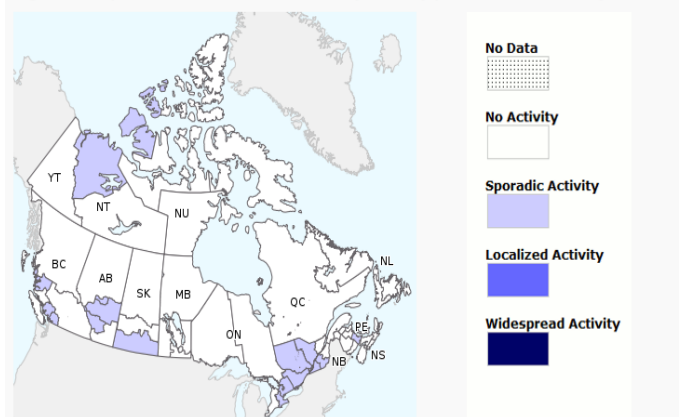 YT
NT
NU
BC
AB
SK
MB
ON
QC
NL
PE
NB
NS
No Data
No Activity
Sporadic Activity
Localized Activity
Widespread Activity